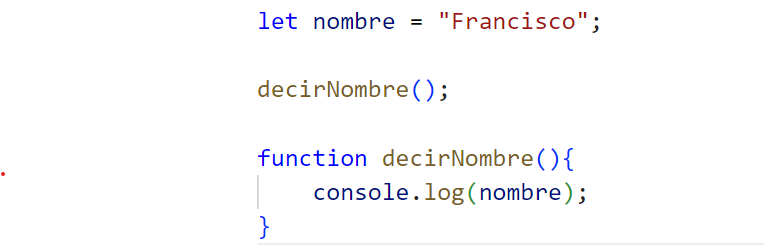 let nombre = "Francisco";
decirNombre();
function decirNombre(){
console.log(nombre);
}